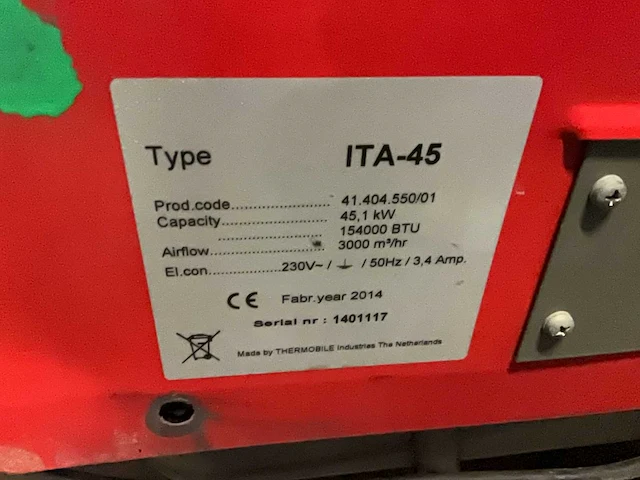 Type ITA-45
Prod.code........................ 41.404.550/01
Capacity........................... 45,1 kW
.......................... 154000 BTU
Airflow............................. 3000 m³/hr
El.con..................230V~ / ⏚ / 50Hz / 3,4 Amp.
CE Fabr.year 2014
Serial nr : 1401117
Made by THERMOBILE Industries The Netherlands